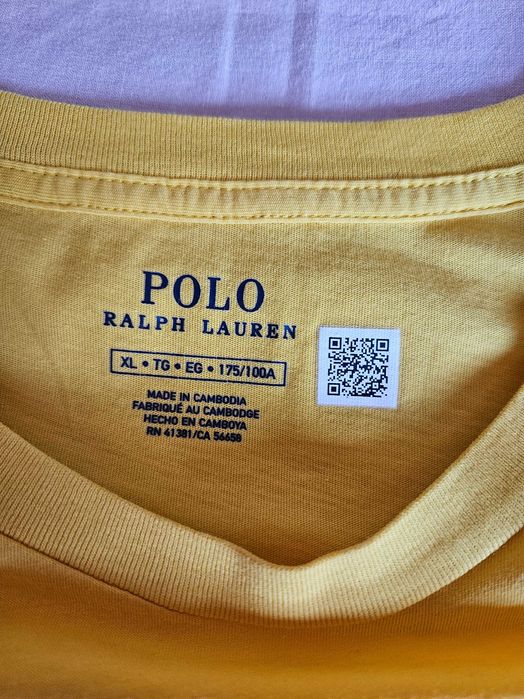 POLO
RALPH LAUREN
XL • TG • EG • 175/100A
MADE IN CAMBODIA
FABRIQUÉ AU CAMBODGE
HECHO EN CAMBOYA
RN 41381/CA 56658